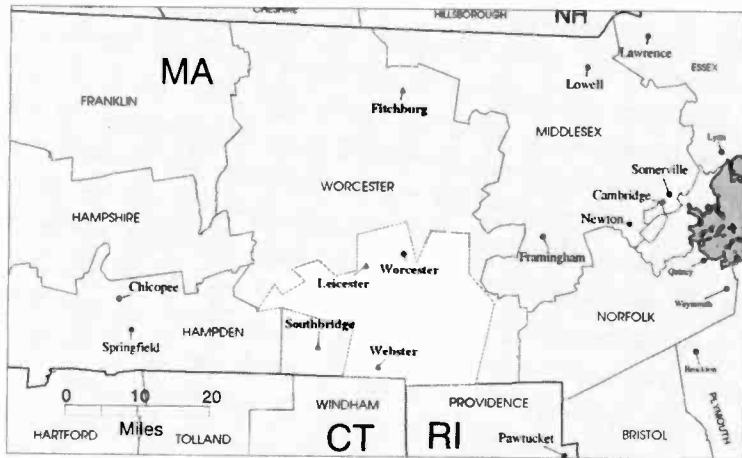 CHESHIRE
HILLSBOROUGH
NH
MA
Lawrence
ESSEX
Lowell
FRANKLIN
Fitchburg
MIDDLESEX
Lynn
Somerville
WORCESTER
Cambridge
HAMPSHIRE
Newton
Worcester
Framingham
Leicester
Quincy
Chicopee
Weymouth
HAMPDEN
Southbridge
NORFOLK
Springfield
Webster
Brockton
0 10 20
Miles
WINDHAM
PROVIDENCE
PLYMOUTH
HARTFORD
TOLLAND
CT
RI
BRISTOL
Pawtucket